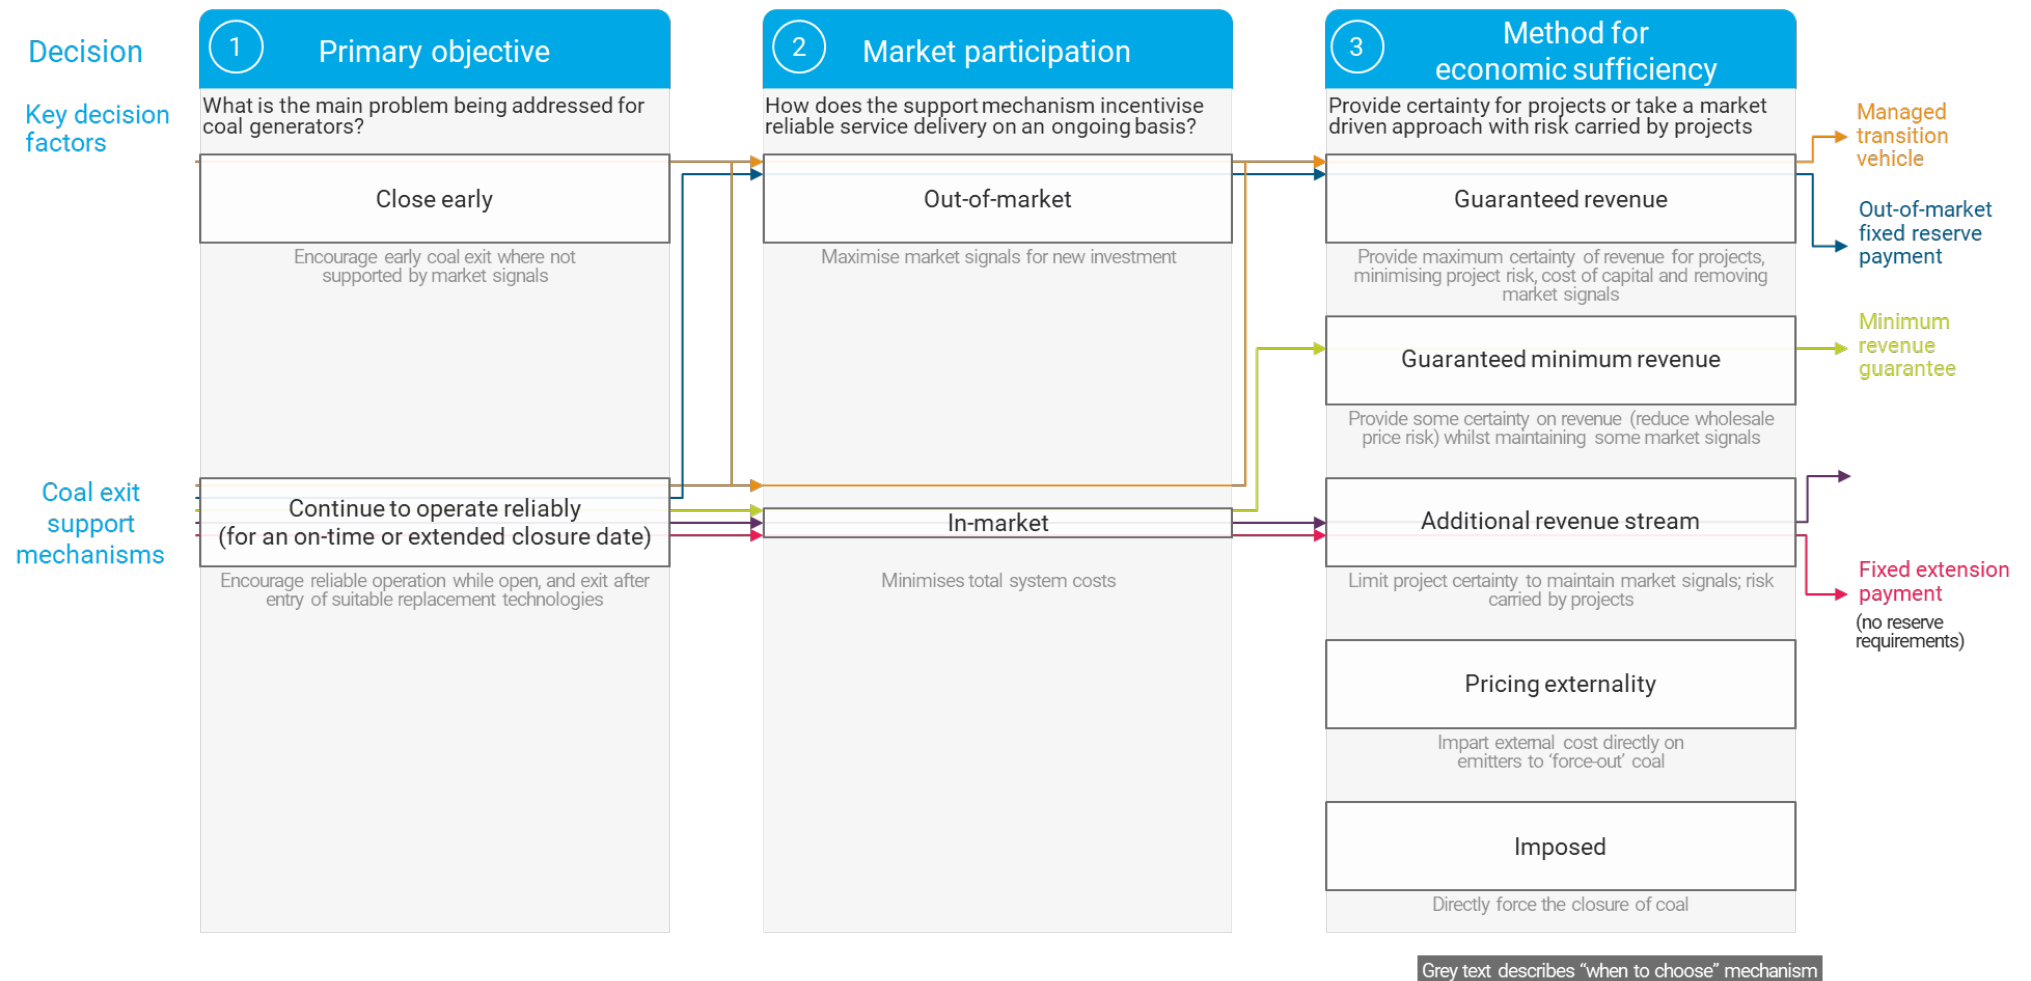 Decision
1
Primary objective
2
Market participation
3
Method for
economic sufficiency
Key decision
factors
What is the main problem being addressed for
coal generators?
How does the support mechanism incentivise
reliable service delivery on an ongoing basis?
Provide certainty for projects or take a market
driven approach with risk carried by projects
Coal exit
support
mechanisms
Close early
Encourage early coal exit where not
supported by market signals
Continue to operate reliably
(for an on-time or extended closure date)
Encourage reliable operation while open, and exit after
entry of suitable replacement technologies
Out-of-market
Maximise market signals for new investment
In-market
Minimises total system costs
Guaranteed revenue
Provide maximum certainty of revenue for projects,
minimising project risk, cost of capital and removing
market signals
Guaranteed minimum revenue
Provide some certainty on revenue (reduce wholesale
price risk) whilst maintaining some market signals
Additional revenue stream
Limit project certainty to maintain market signals; risk
carried by projects
Pricing externality
Impart external cost directly on
emitters to ‘force-out’ coal
Imposed
Directly force the closure of coal
Managed
transition
vehicle
Out-of-market
fixed reserve
payment
Minimum
revenue
guarantee
Fixed extension
payment
(no reserve
requirements)
Grey text describes “when to choose” mechanism